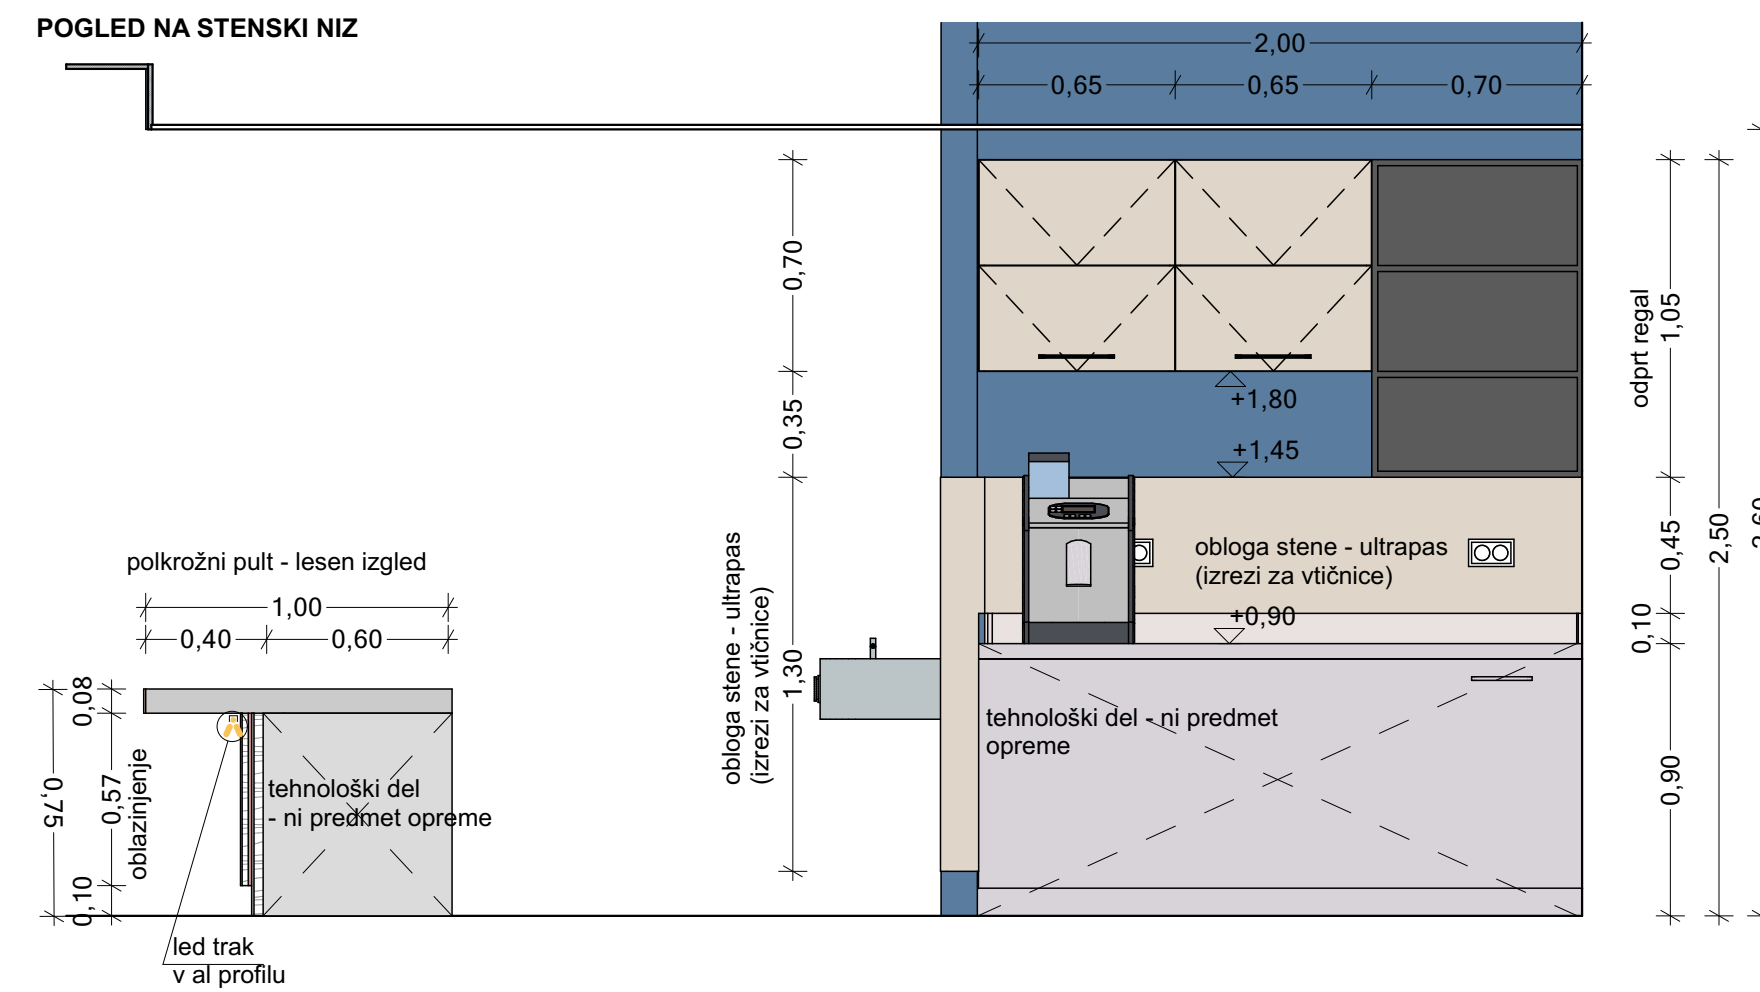 POGLED NA STENSKI NIZ
2,00
0,65
0,65
0,70
0,70
0,35
1,30
obloga stene - ultrapas
(izrezi za vtičnice)
+1,80
+1,45
obloga stene - ultrapas
(izrezi za vtičnice)
+0,90
tehnološki del - ni predmet
opreme
odprt regal
1,05
0,45
0,10
0,90
2,50
polkrožni pult - lesen izgled
1,00
0,40
0,60
0,08
0,57
0,10
0,75
oblazinjenje
tehnološki del
- ni predmet opreme
led trak
v al profilu